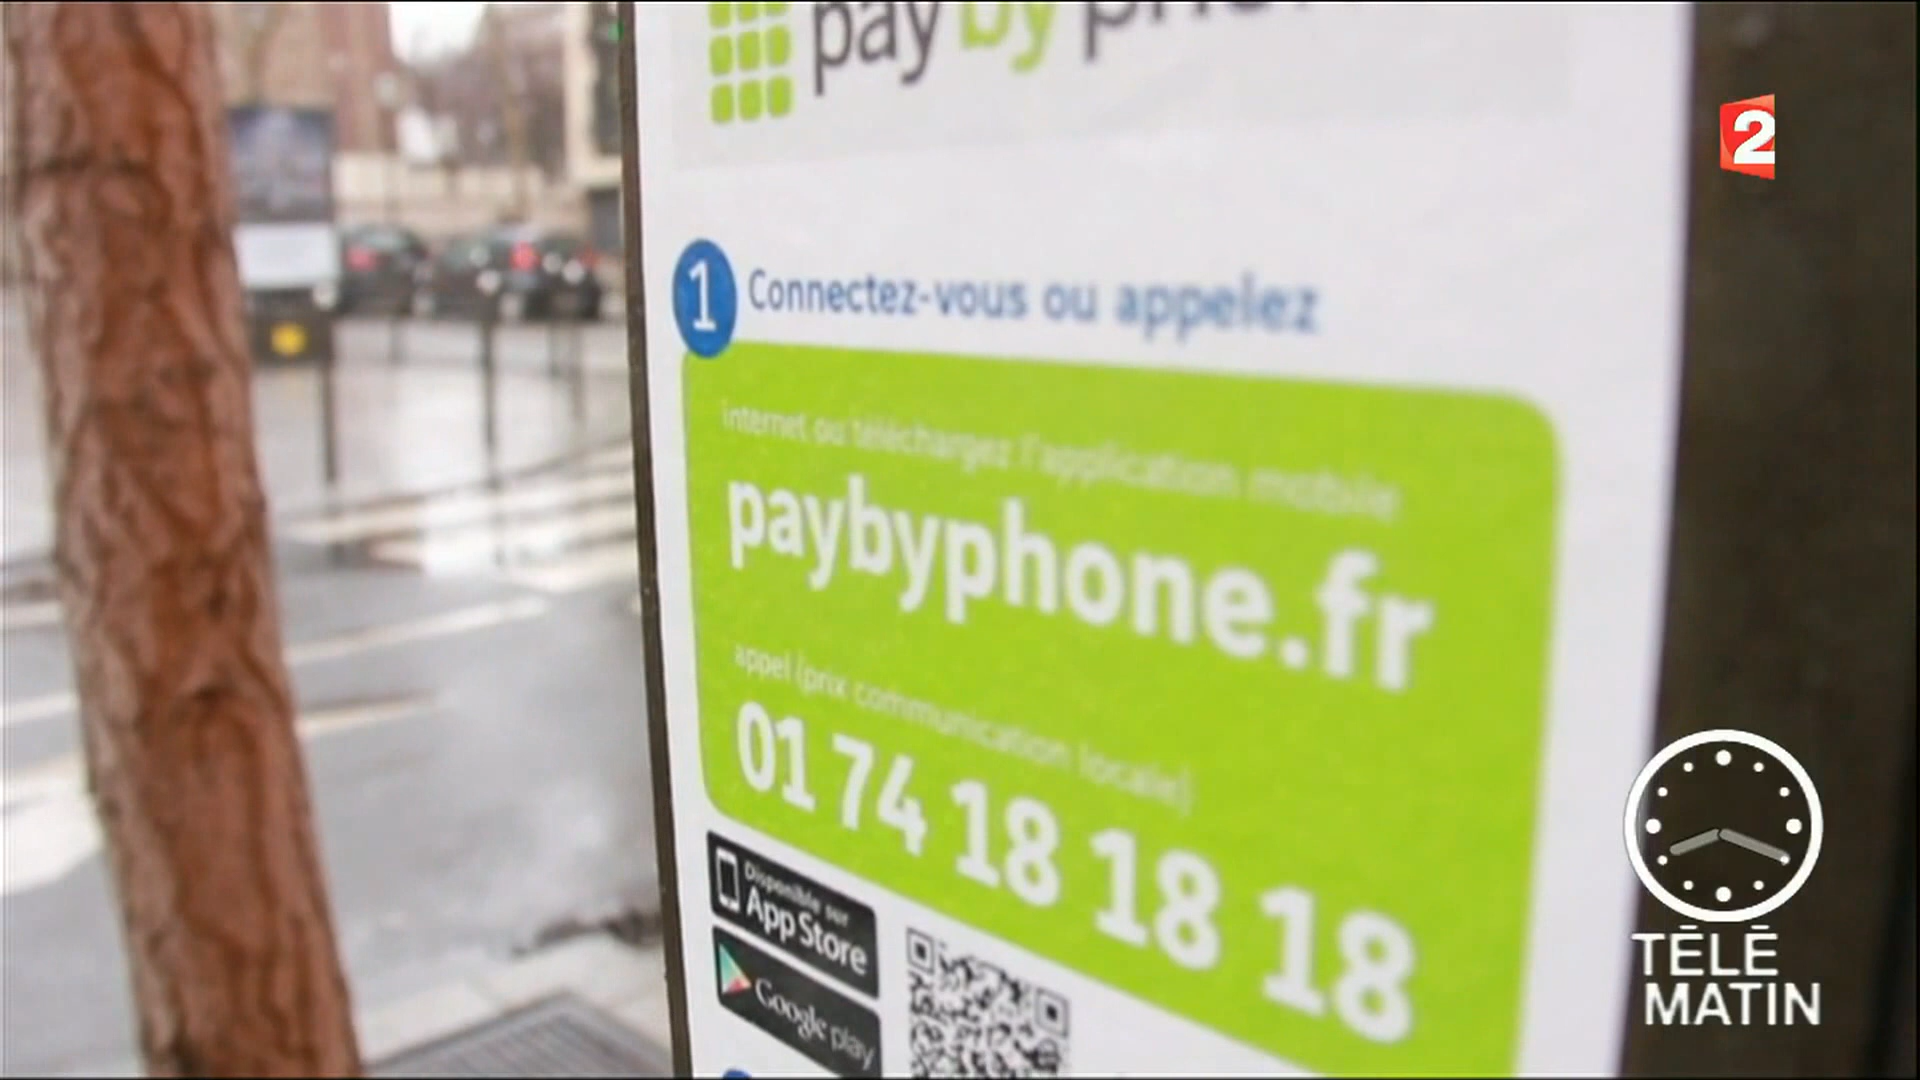 pay by phon
2
1 Connectez-vous ou appelez
internet ou téléchargez l'application mobile
paybyphone.fr
appel (prix communication locale)
01 74 18 18 18
Disponible sur
App Store
Google play
TÉLÉ
MATIN